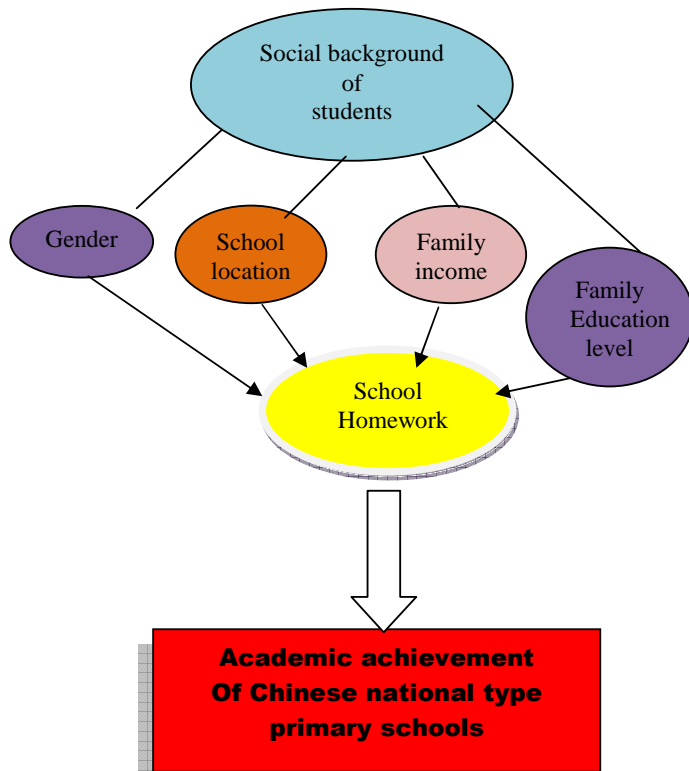 Social background
of
students
Gender
School
location
Family
income
Family
Education
level
School
Homework
Academic achievement
Of Chinese national type
primary schools